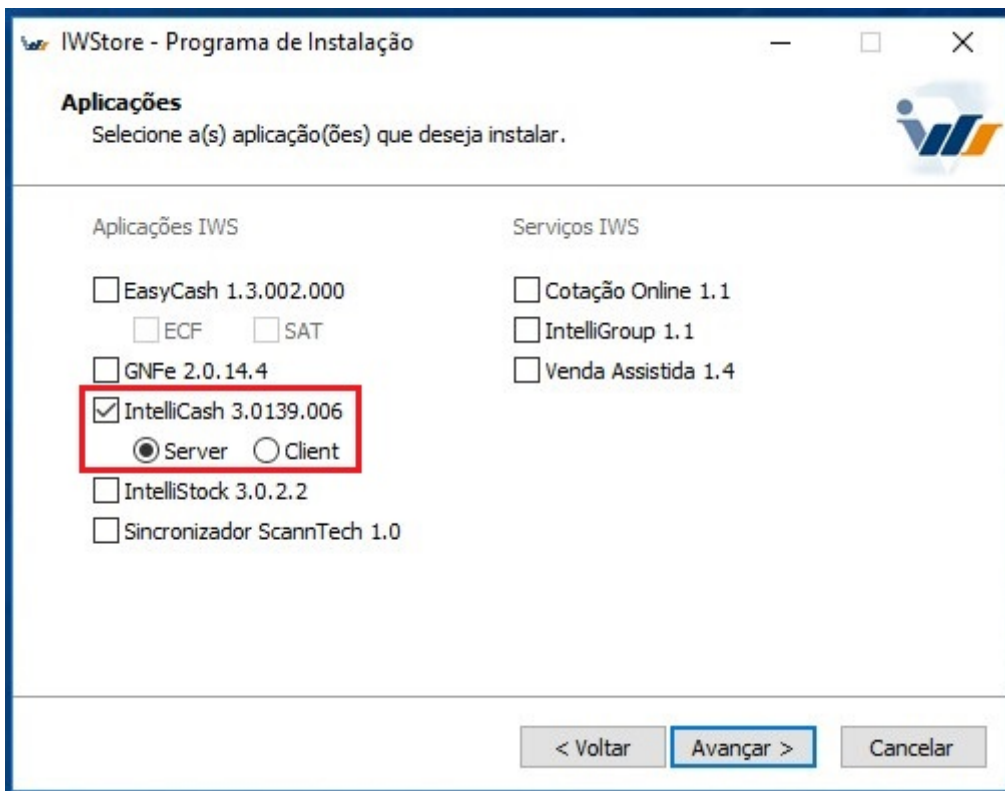 IWStore - Programa de Instalação
Aplicações
Selecione a(s) aplicação(ões) que deseja instalar.
iws
Aplicações IWS
EasyCash 1.3.002.000
ECF SAT
GNFe 2.0.14.4
IntelliCash 3.0139.006
Server Client
IntelliStock 3.0.2.2
Sincronizador ScannTech 1.0
Serviços IWS
Cotação Online 1.1
IntelliGroup 1.1
Venda Assistida 1.4
< Voltar Avançar > Cancelar